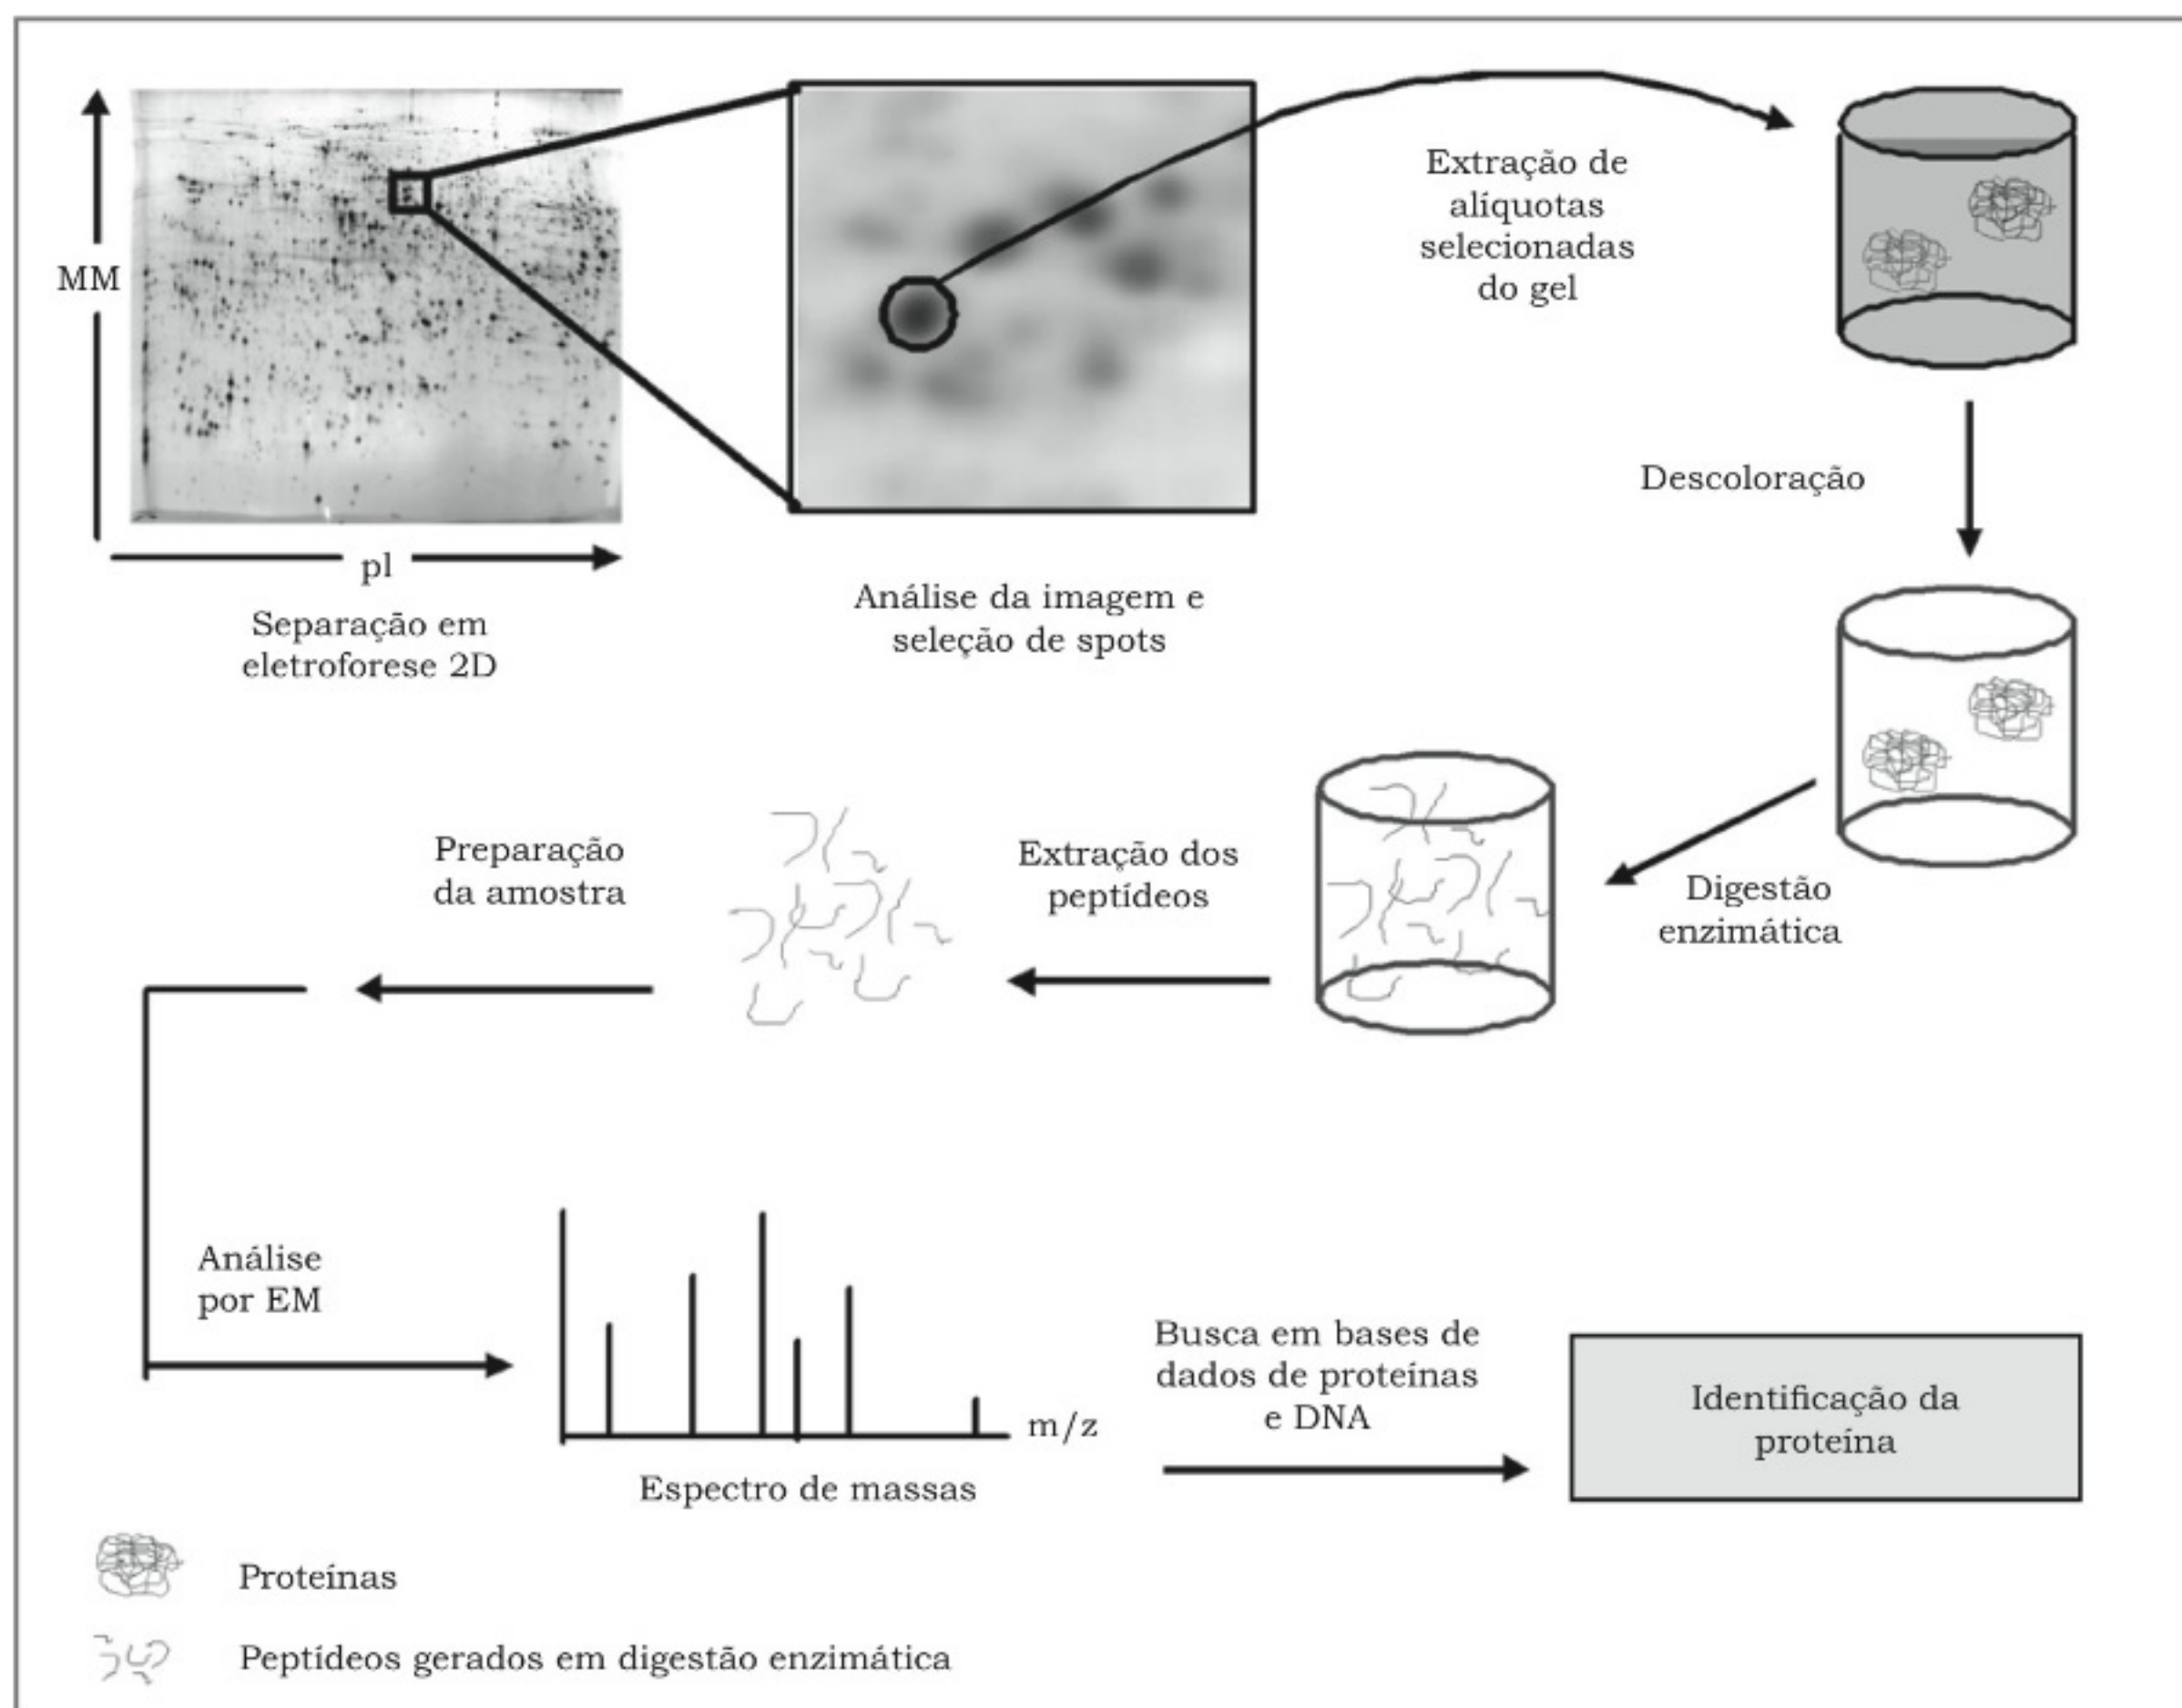 MM
pl
Separação em
eletroforese 2D
Análise da imagem e
seleção de spots
Extração de
alíquotas
selecionadas
do gel
Descoloração
Digestão
enzimática
Extração dos
peptídeos
Preparação
da amostra
Análise
por EM
m/z
Espectro de massas
Busca em bases de
dados de proteínas
e DNA
Identificação da
proteína
Proteínas
Peptídeos gerados em digestão enzimática